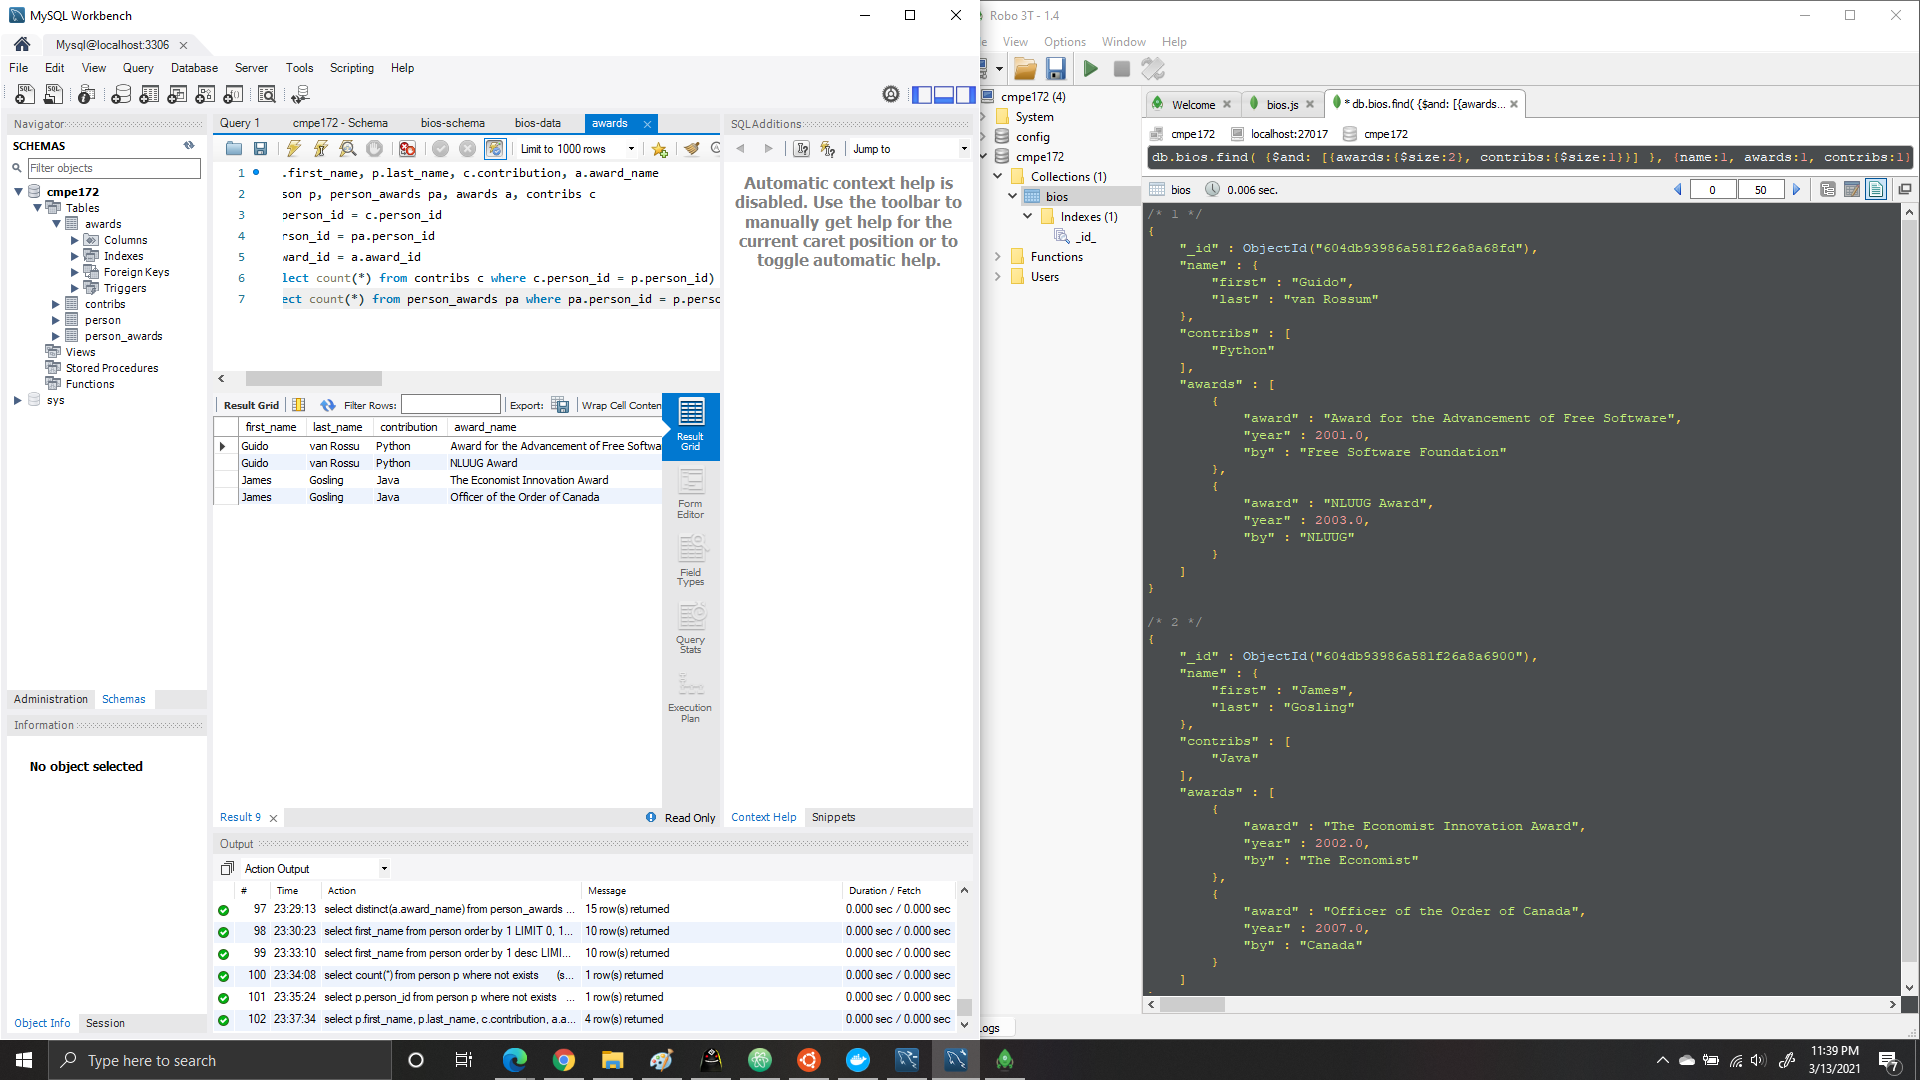 MySQL Workbench
Mysql@localhost:3306
File Edit View Query Database Server Tools Scripting Help
Navigator
SCHEMAS
Filter objects
cmpe172
Tables
awards
Columns
Indexes
Foreign Keys
Triggers
contribs
person
person_awards
Views
Stored Procedures
Functions
sys
Administration Schemas
Information
No object selected
Object Info Session
Query 1 cmpe172 - Schema bios-schema bios-data awards
Limit to 1000 rows
1 .first_name, p.last_name, c.contribution, a.award_name
2 son p, person_awards pa, awards a, contribs c
3 person_id = c.person_id
4 rson_id = pa.person_id
5 ward_id = a.award_id
6 lect count(*) from contribs c where c.person_id = p.person_id)
7 ect count(*) from person_awards pa where pa.person_id = p.perso
Result Grid Filter Rows: Export: Wrap Cell Conten
first_name last_name contribution award_name
Guido van Rossu Python Award for the Advancement of Free Softwa
Guido van Rossu Python NLUUG Award
James Gosling Java The Economist Innovation Award
James Gosling Java Officer of the Order of Canada
Result Grid
Form Editor
Field Types
Query Stats
Execution Plan
Result 9
Read Only
SQLAdditions
Jump to
Automatic context help is
disabled. Use the toolbar to
manually get help for the
current caret position or to
toggle automatic help.
Context Help Snippets
Output
Action Output
# Time Action Message Duration / Fetch
97 23:29:13 select distinct(a.award_name) from person_awards ... 15 row(s) returned 0.000 sec / 0.000 sec
98 23:30:23 select first_name from person order by 1 LIMIT 0, 1... 10 row(s) returned 0.000 sec / 0.000 sec
99 23:33:10 select first_name from person order by 1 desc LIMI... 10 row(s) returned 0.000 sec / 0.000 sec
100 23:34:08 select count(*) from person p where not exists (s... 1 row(s) returned 0.000 sec / 0.000 sec
101 23:35:24 select p.person_id from person p where not exists ... 1 row(s) returned 0.000 sec / 0.000 sec
102 23:37:34 select p.first_name, p.last_name, c.contribution, a.a... 4 row(s) returned 0.000 sec / 0.000 sec
Robo 3T - 1.4
e View Options Window Help
cmpe172 (4)
System
config
cmpe172
Collections (1)
bios
Indexes (1)
_id_
Functions
Users
ogs
Welcome bios.js * db.bios.find( {$and: [{awards...
cmpe172 localhost:27017 cmpe172
db.bios.find( {$and: [{awards:{$size:2}, contribs:{$size:1}}] }, {name:1, awards:1, contribs:1}
bios 0.006 sec. 0 50
/* 1 */
{
"_id" : ObjectId("604db93986a581f26a8a68fd"),
"name" : {
"first" : "Guido",
"last" : "van Rossum"
},
"contribs" : [
"Python"
],
"awards" : [
{
"award" : "Award for the Advancement of Free Software",
"year" : 2001.0,
"by" : "Free Software Foundation"
},
{
"award" : "NLUUG Award",
"year" : 2003.0,
"by" : "NLUUG"
}
]
}
/* 2 */
{
"_id" : ObjectId("604db93986a581f26a8a6900"),
"name" : {
"first" : "James",
"last" : "Gosling"
},
"contribs" : [
"Java"
],
"awards" : [
{
"award" : "The Economist Innovation Award",
"year" : 2002.0,
"by" : "The Economist"
},
{
"award" : "Officer of the Order of Canada",
"year" : 2007.0,
"by" : "Canada"
}
]
Type here to search
11:39 PM
3/13/2021
7